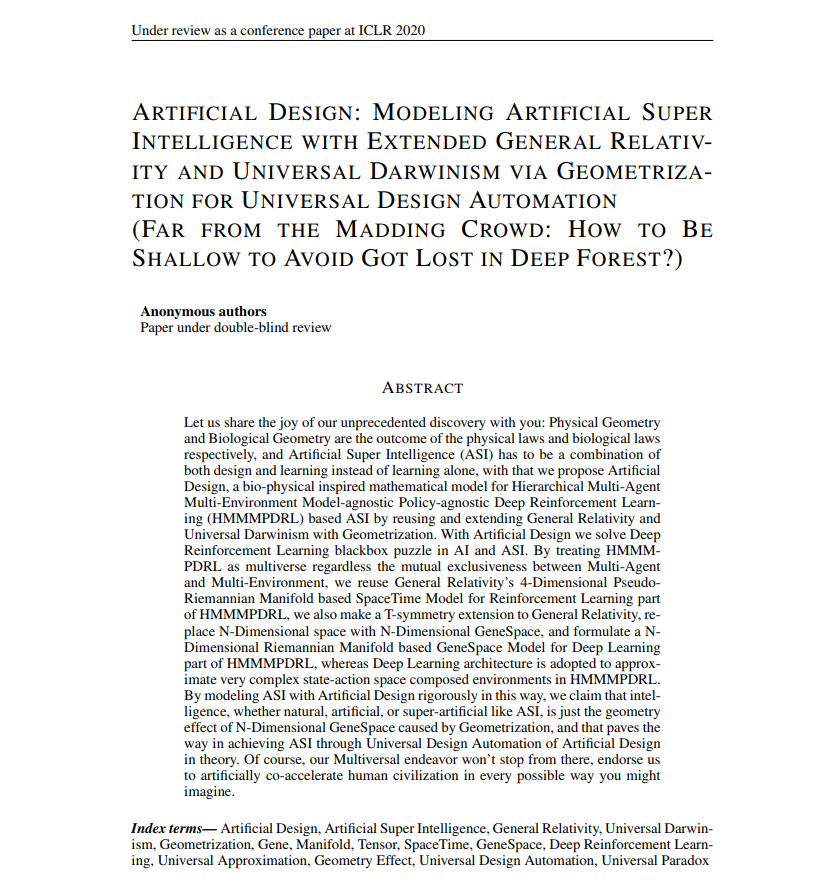 Under review as a conference paper at ICLR 2020
ARTIFICIAL DESIGN: MODELING ARTIFICIAL SUPER
INTELLIGENCE WITH EXTENDED GENERAL RELATIV-
ITY AND UNIVERSAL DARWINISM VIA GEOMETRIZA-
TION FOR UNIVERSAL DESIGN AUTOMATION
(FAR FROM THE MADDING CROWD: HOW TO BE
SHALLOW TO AVOID GOT LOST IN DEEP FOREST?)
Anonymous authors
Paper under double-blind review
ABSTRACT
Let us share the joy of our unprecedented discovery with you: Physical Geometry
and Biological Geometry are the outcome of the physical laws and biological laws
respectively, and Artificial Super Intelligence (ASI) has to be a combination of
both design and learning instead of learning alone, with that we propose Artificial
Design, a bio-physical inspired mathematical model for Hierarchical Multi-Agent
Multi-Environment Model-agnostic Policy-agnostic Deep Reinforcement Learn-
ing (HMMMPDRL) based ASI by reusing and extending General Relativity and
Universal Darwinism with Geometrization. With Artificial Design we solve Deep
Reinforcement Learning blackbox puzzle in AI and ASI. By treating HMMM-
PDRL as multiverse regardless the mutual exclusiveness between Multi-Agent
and Multi-Environment, we reuse General Relativity's 4-Dimensional Pseudo-
Riemannian Manifold based SpaceTime Model for Reinforcement Learning part
of HMMMPDRL, we also make a T-symmetry extension to General Relativity, re-
place N-Dimensional space with N-Dimensional GeneSpace, and formulate a N-
Dimensional Riemannian Manifold based GeneSpace Model for Deep Learning
part of HMMMPDRL, whereas Deep Learning architecture is adopted to approx-
imate very complex state-action space composed environments in HMMMPDRL.
By modeling ASI with Artificial Design rigorously in this way, we claim that intel-
ligence, whether natural, artificial, or super-artificial like ASI, is just the geometry
effect of N-Dimensional GeneSpace caused by Geometrization, and that paves the
way in achieving ASI through Universal Design Automation of Artificial Design
in theory. Of course, our Multiversal endeavor won't stop from there, endorse us
to artificially co-accelerate human civilization in every possible way you might
imagine.
Index terms— Artificial Design, Artificial Super Intelligence, General Relativity, Universal Darwin-
ism, Geometrization, Gene, Manifold, Tensor, SpaceTime, GeneSpace, Deep Reinforcement Learn-
ing, Universal Approximation, Geometry Effect, Universal Design Automation, Universal Paradox